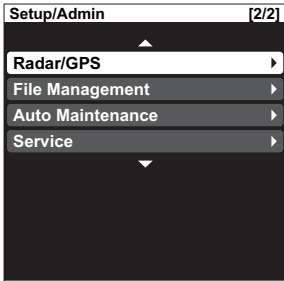 Setup/Admin [2/2]
Radar/GPS
File Management
Auto Maintenance
Service